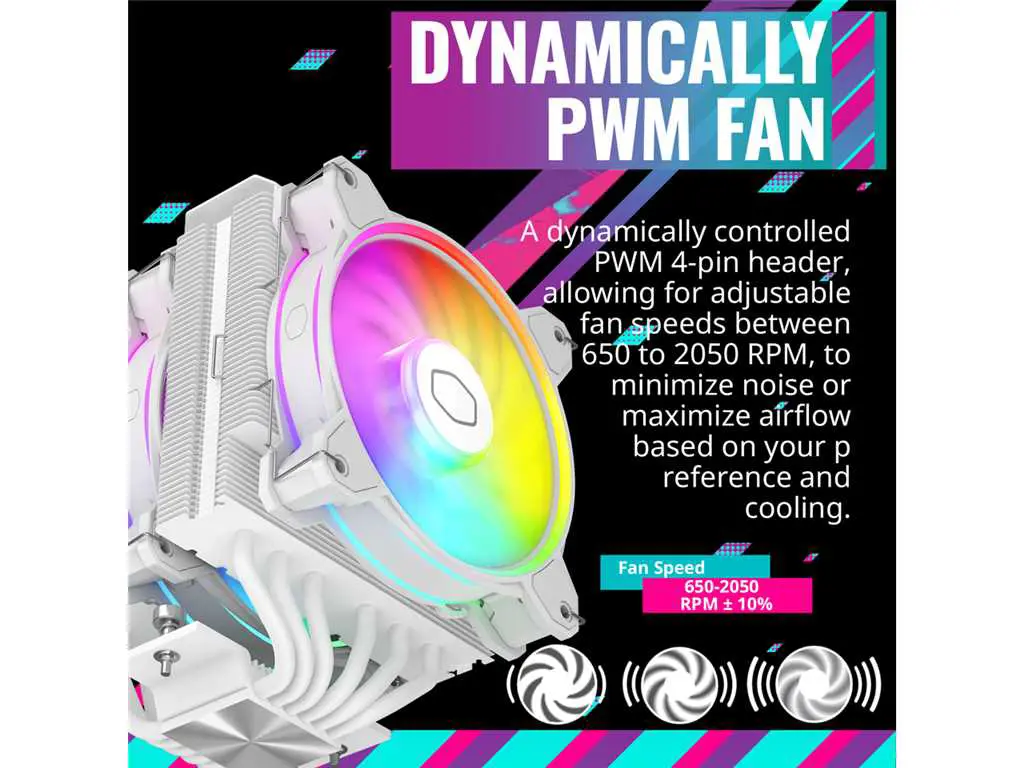 DYNAMICALLY
PWM FAN
A dynamically controlled
PWM 4-pin header,
allowing for adjustable
fan speeds between
650 to 2050 RPM, to
minimize noise or
maximize airflow
based on your p
reference and
cooling.
Fan Speed
650-2050
RPM ± 10%